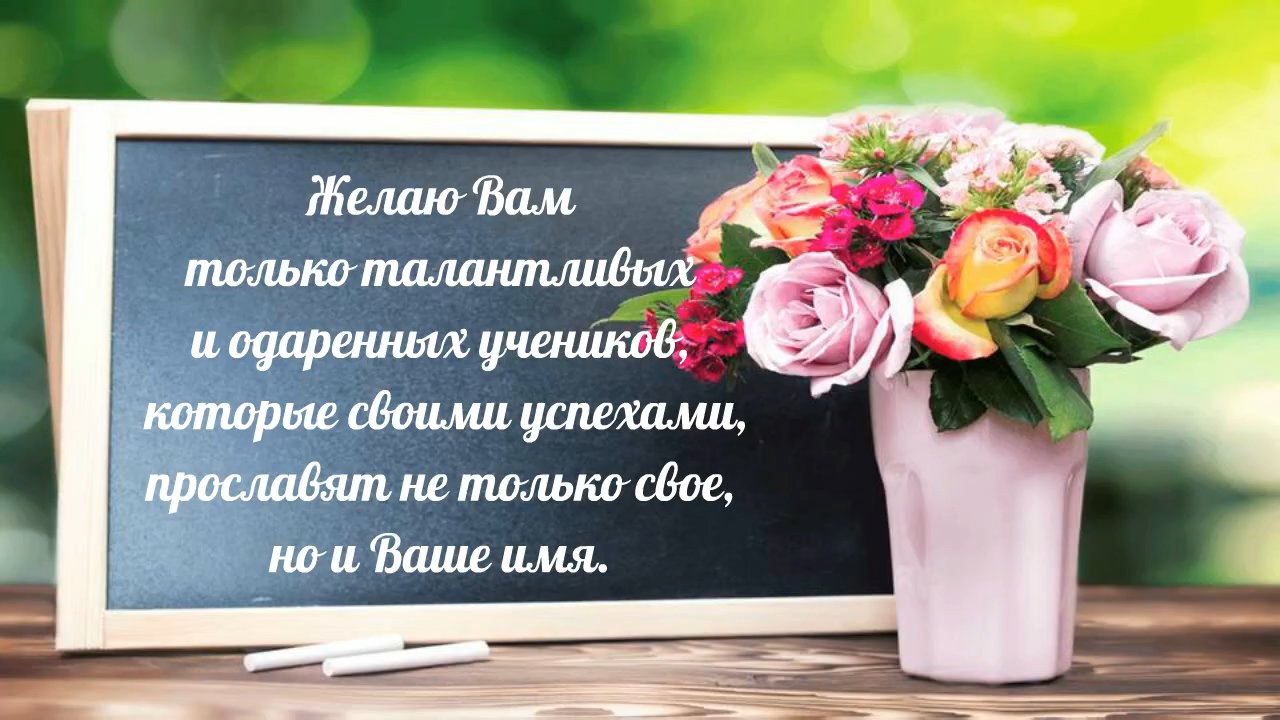 Желаю Вам
только талантливых
и одаренных учеников,
которые своими успехами,
прославят не только свое,
но и Ваше имя.